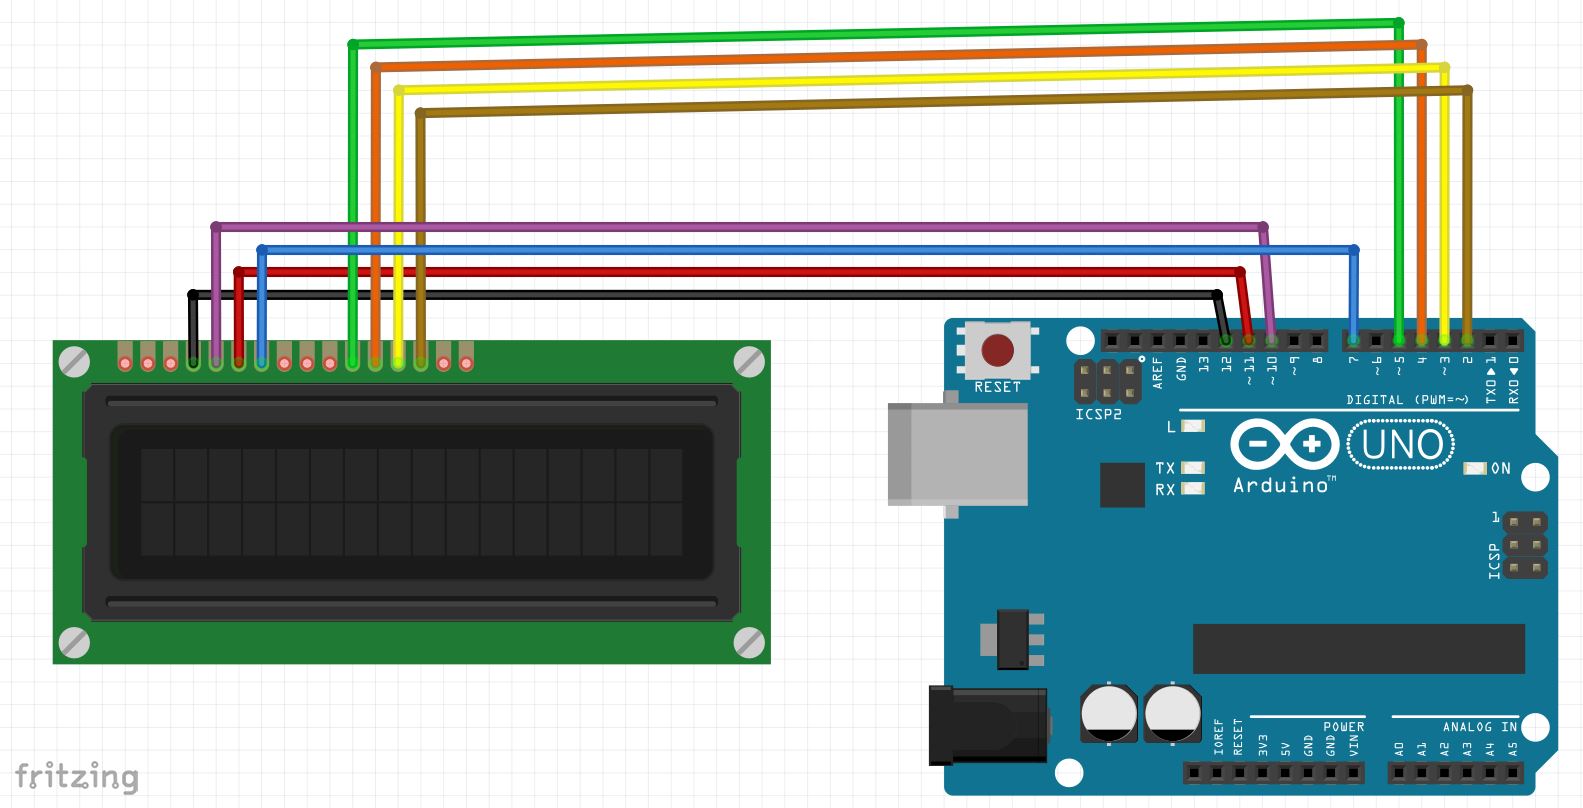 RESET
ICSP2
AREF
GND
13
12
~11
~10
~9
8
7
~6
~5
4
~3
2
TX0▶1
RX0◀0
DIGITAL (PWM=~)
L
TX
RX
UNO
Arduino™
ON
1
ICSP
IOREF
RESET
3V3
5V
GND
GND
VIN
POWER
ANALOG IN
A0
A1
A2
A3
A4
A5
fritzing